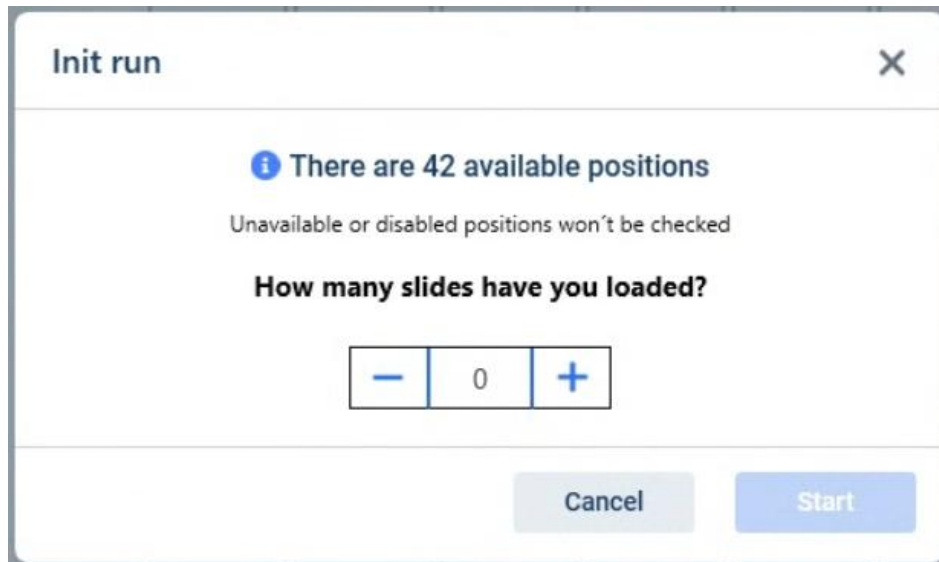 Init run
There are 42 available positions
Unavailable or disabled positions won´t be checked
How many slides have you loaded?
0
Cancel
Start